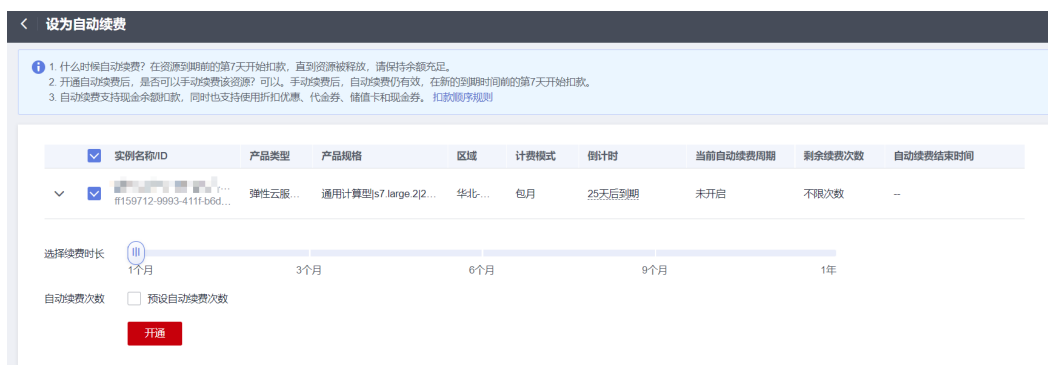 设为自动续费
1. 什么时候自动续费？在资源到期前的第7天开始扣款，直到资源被释放，请保持余额充足。
2. 开通自动续费后，是否可以手动续费该资源？可以。手动续费后，自动续费仍有效，在新的到期时间前的第7天开始扣款。
3. 自动续费支持现金余额扣款，同时也支持使用折扣优惠、代金券、储值卡和现金券。 扣款顺序规则
实例名称/ID 产品类型 产品规格 区域 计费模式 倒计时 当前自动续费周期 剩余续费次数 自动续费结束时间
弹性云服... 通用计算型|s7.large.2|2... 华北-... 包月 25天后到期 未开启 不限次数 --
ff159712-9993-411f-b6d...
选择续费时长
1个月 3个月 6个月 9个月 1年
自动续费次数 预设自动续费次数
开通